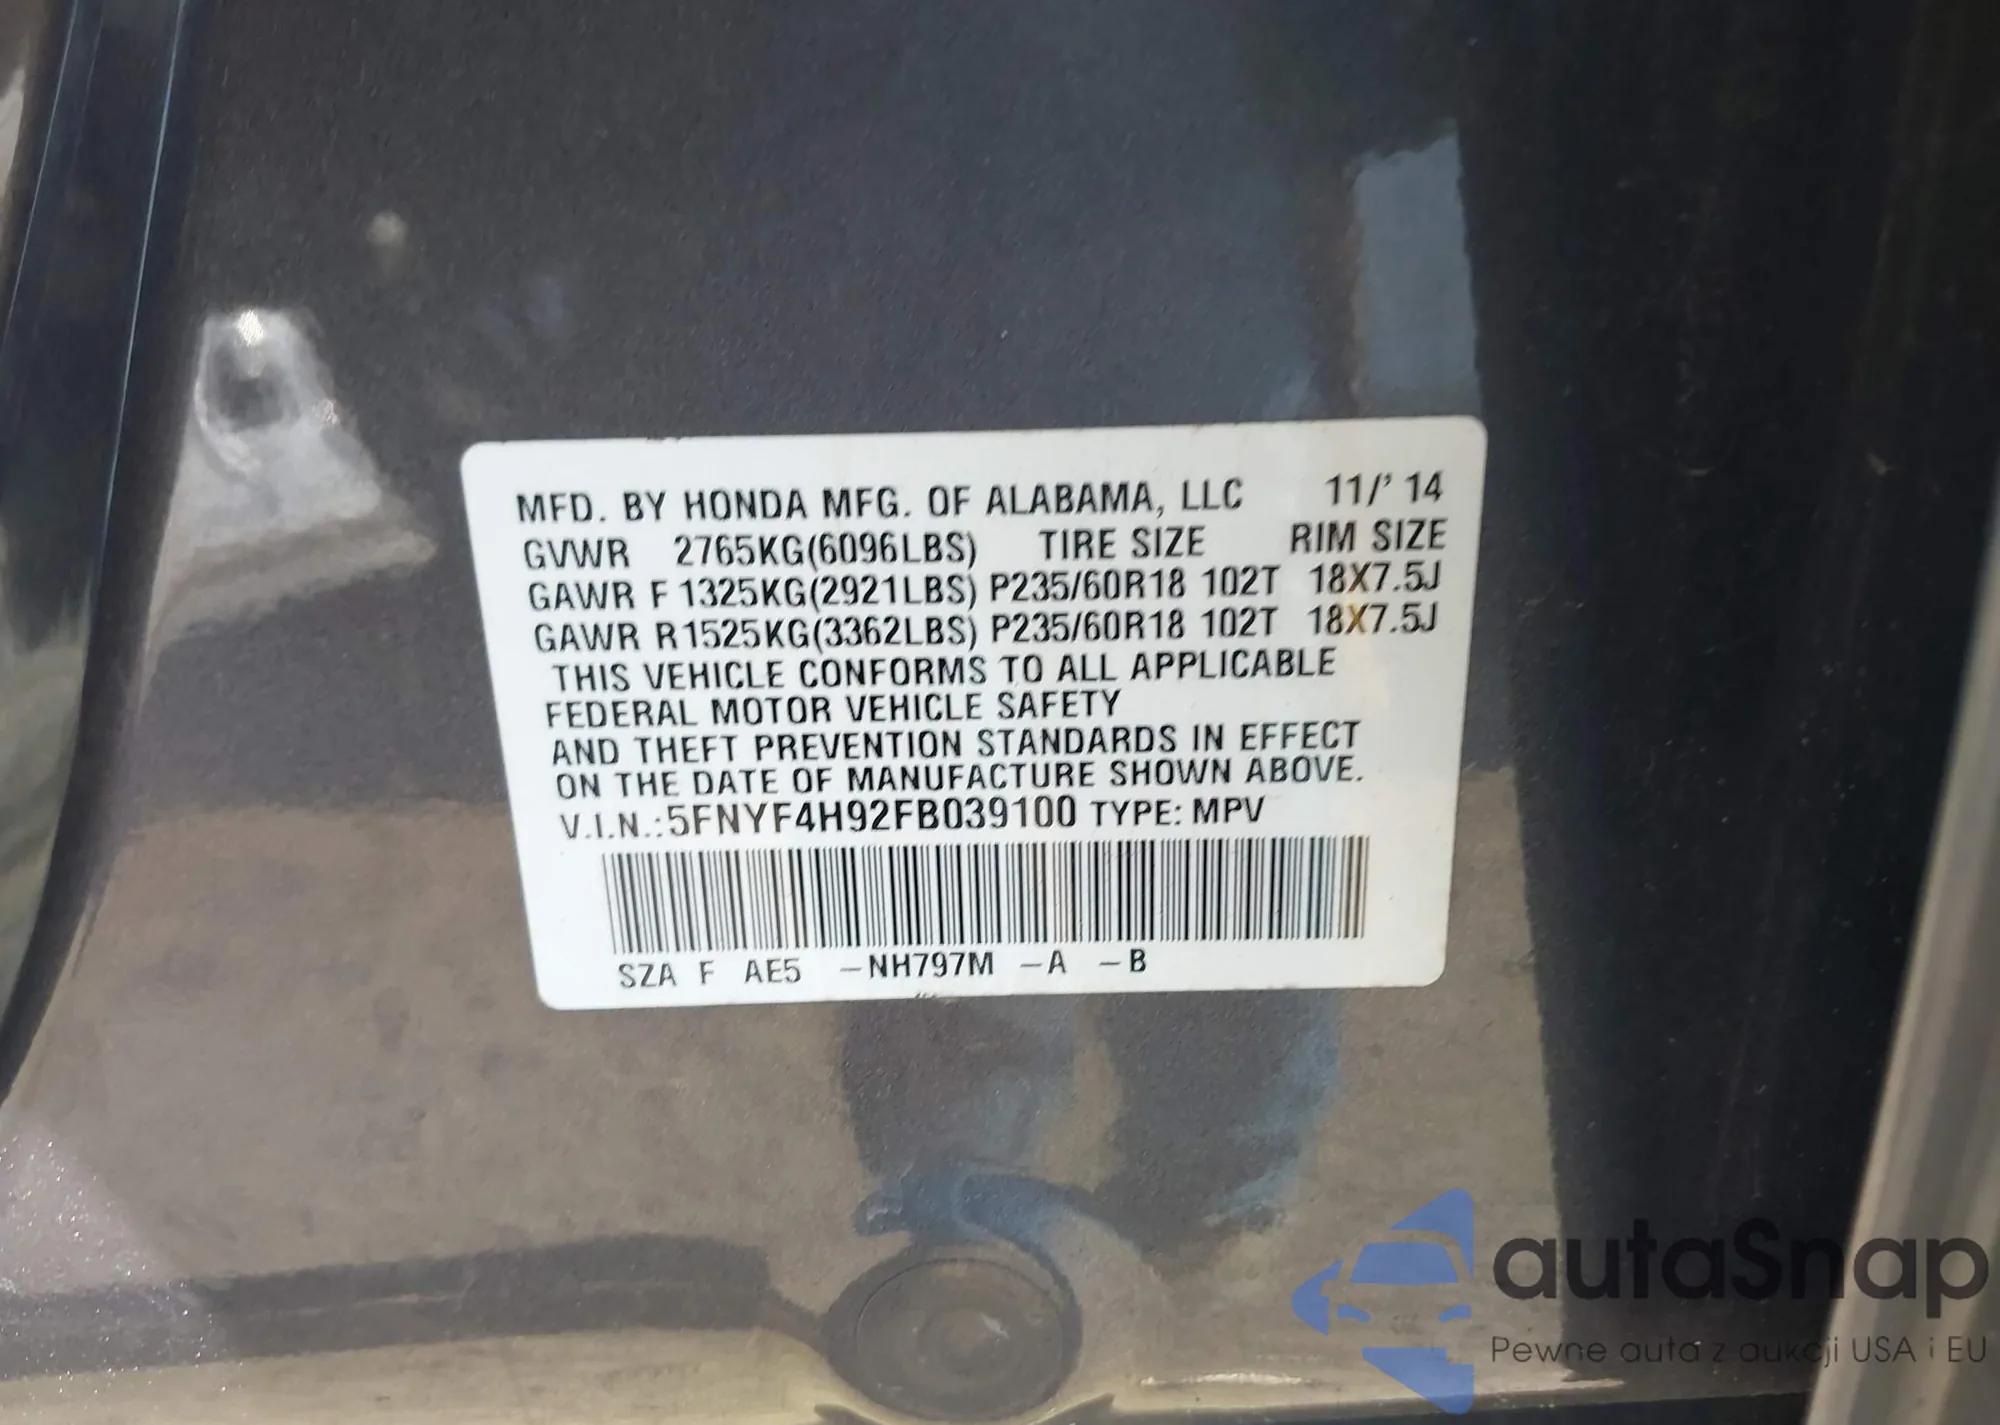 MFD. BY HONDA MFG. OF ALABAMA, LLC 11/' 14
GVWR 2765KG(6096LBS) TIRE SIZE RIM SIZE
GAWR F 1325KG(2921LBS) P235/60R18 102T 18X7.5J
GAWR R1525KG(3362LBS) P235/60R18 102T 18X7.5J
THIS VEHICLE CONFORMS TO ALL APPLICABLE
FEDERAL MOTOR VEHICLE SAFETY
AND THEFT PREVENTION STANDARDS IN EFFECT
ON THE DATE OF MANUFACTURE SHOWN ABOVE.
V.I.N.:5FNYF4H92FB039100 TYPE: MPV
SZA F AE5 -NH797M -A -B
autaSnap
Pewne auta z aukcji USA i EU